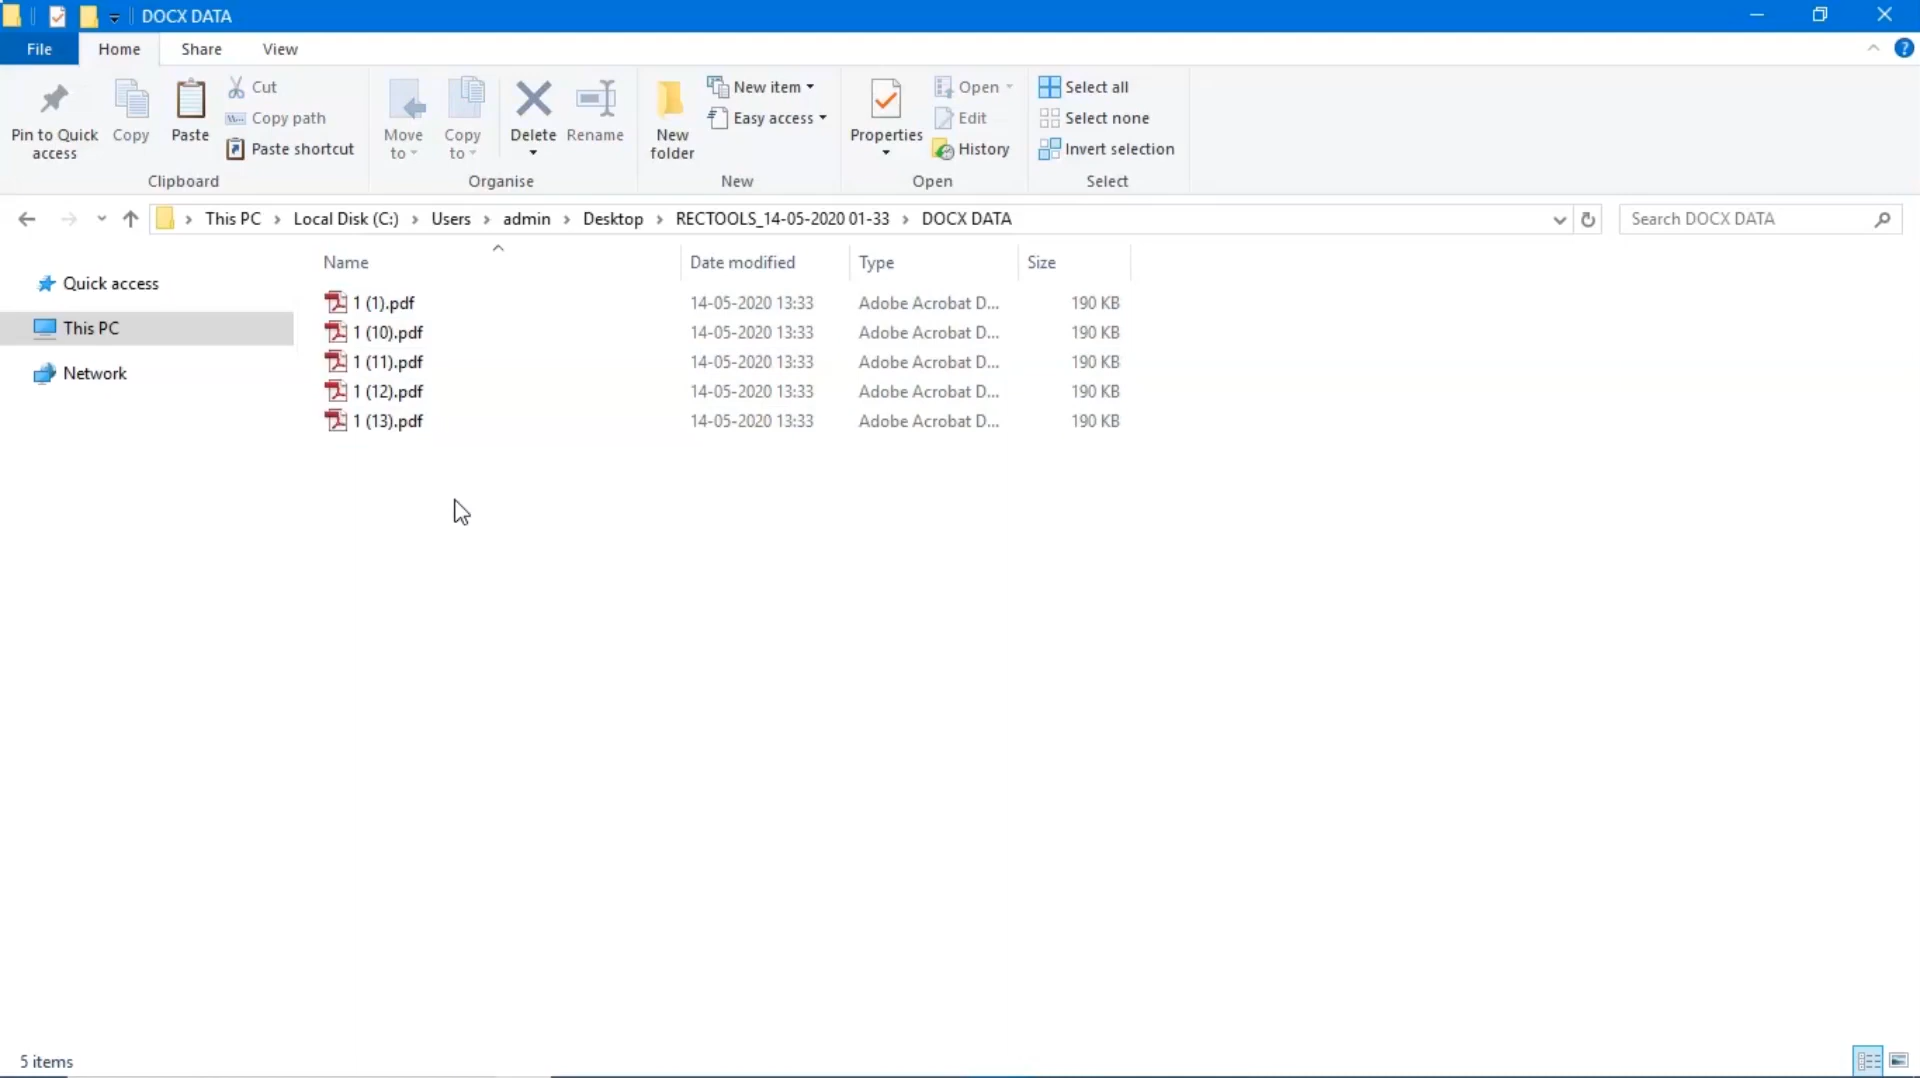 DOCX DATA
File Home Share View
Pin to Quick access
Copy
Paste
Cut
Copy path
Paste shortcut
Clipboard
Move to
Copy to
Delete
Rename
Organise
New folder
New item
Easy access
New
Properties
Open
Edit
History
Open
Select all
Select none
Invert selection
Select
This PC › Local Disk (C:) › Users › admin › Desktop › RECTOOLS_14-05-2020 01-33 › DOCX DATA
Search DOCX DATA
Quick access
This PC
Network
Name Date modified Type Size
1 (1).pdf 14-05-2020 13:33 Adobe Acrobat D... 190 KB
1 (10).pdf 14-05-2020 13:33 Adobe Acrobat D... 190 KB
1 (11).pdf 14-05-2020 13:33 Adobe Acrobat D... 190 KB
1 (12).pdf 14-05-2020 13:33 Adobe Acrobat D... 190 KB
1 (13).pdf 14-05-2020 13:33 Adobe Acrobat D... 190 KB
5 items